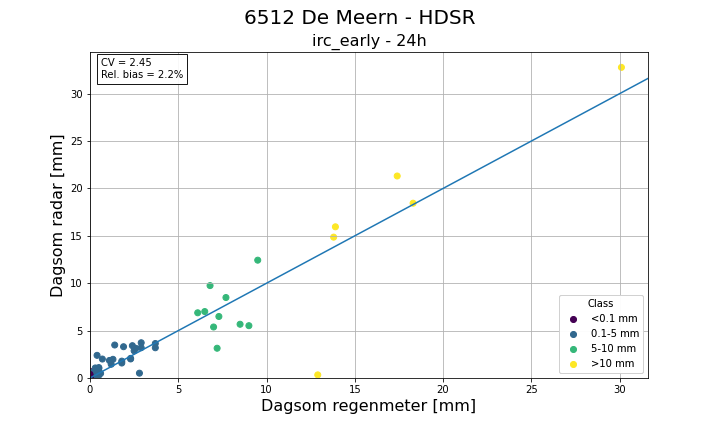 6512 De Meern - HDSR
irc_early - 24h
CV = 2.45
Rel. bias = 2.2%
Dagsom radar [mm]
30
25
20
15
10
5
0
0
5
10
15
20
25
30
Dagsom regenmeter [mm]
Class
<0.1 mm
0.1-5 mm
5-10 mm
>10 mm